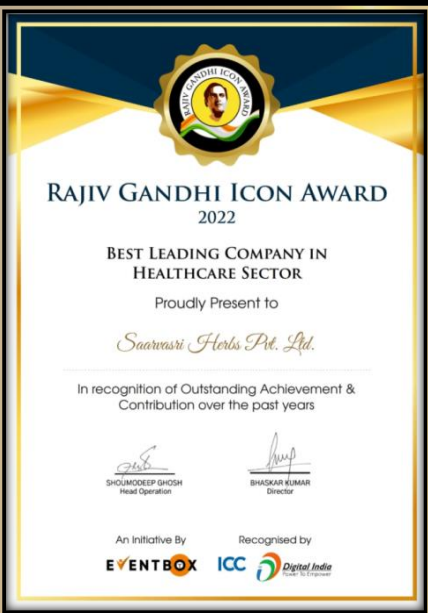 RAJIV GANDHI ICON AWARD
RAJIV GANDHI ICON AWARD
2022
BEST LEADING COMPANY IN
HEALTHCARE SECTOR
Proudly Present to
Saarvasri Herbs Pvt. Ltd.
In recognition of Outstanding Achievement &
Contribution over the past years
SHOUMODEEP GHOSH
Head Operation
BHASKAR KUMAR
Director
An Initiative By
Recognised by
EVENTBOX
ICC
Digital India
Power To Empower